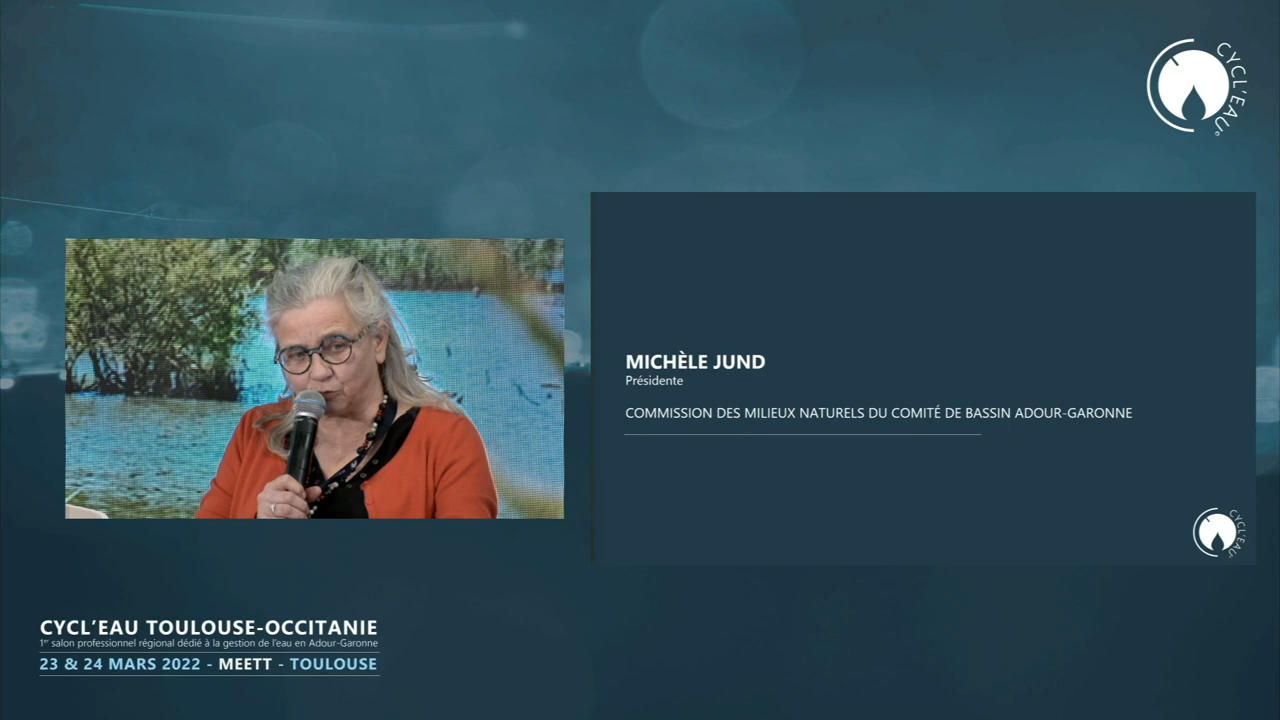 CYCL'EAU®
MICHÈLE JUND
Présidente
COMMISSION DES MILIEUX NATURELS DU COMITÉ DE BASSIN ADOUR-GARONNE
CYCL'EAU®
CYCL'EAU TOULOUSE-OCCITANIE
1er salon professionnel régional dédié à la gestion de l'eau en Adour-Garonne
23 & 24 MARS 2022 - MEETT - TOULOUSE